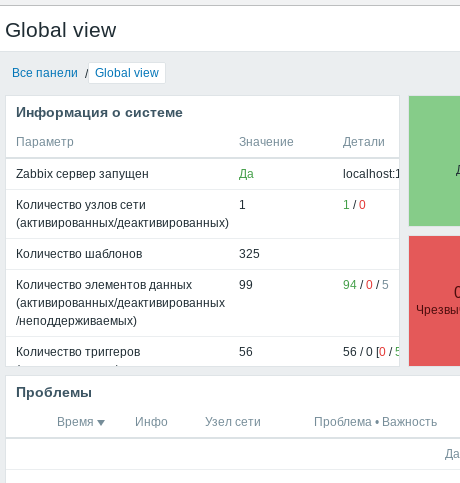 Global view
Все панели / Global view
Информация о системе
Параметр Значение Детали
Zabbix сервер запущен Да localhost:1
Количество узлов сети 1 1 / 0
(активированных/деактивированных)
Количество шаблонов 325
Количество элементов данных 99 94 / 0 / 5
(активированных/деактивированных
/неподдерживаемых)
Количество триггеров 56 56 / 0 [0 / 5
Д
0
Чрезвы
Проблемы
Время Инфо Узел сети Проблема • Важность
Да